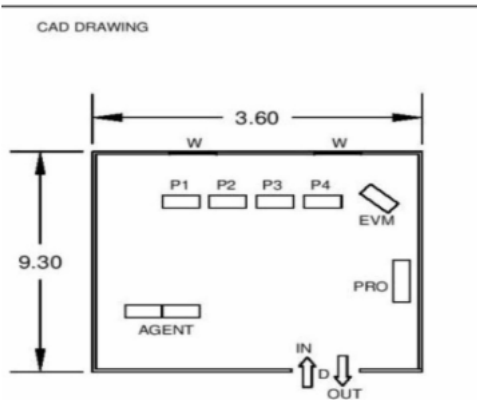 CAD DRAWING
3.60
W W
P1 P2 P3 P4
EVM
9.30
PRO
AGENT
IN
D
OUT